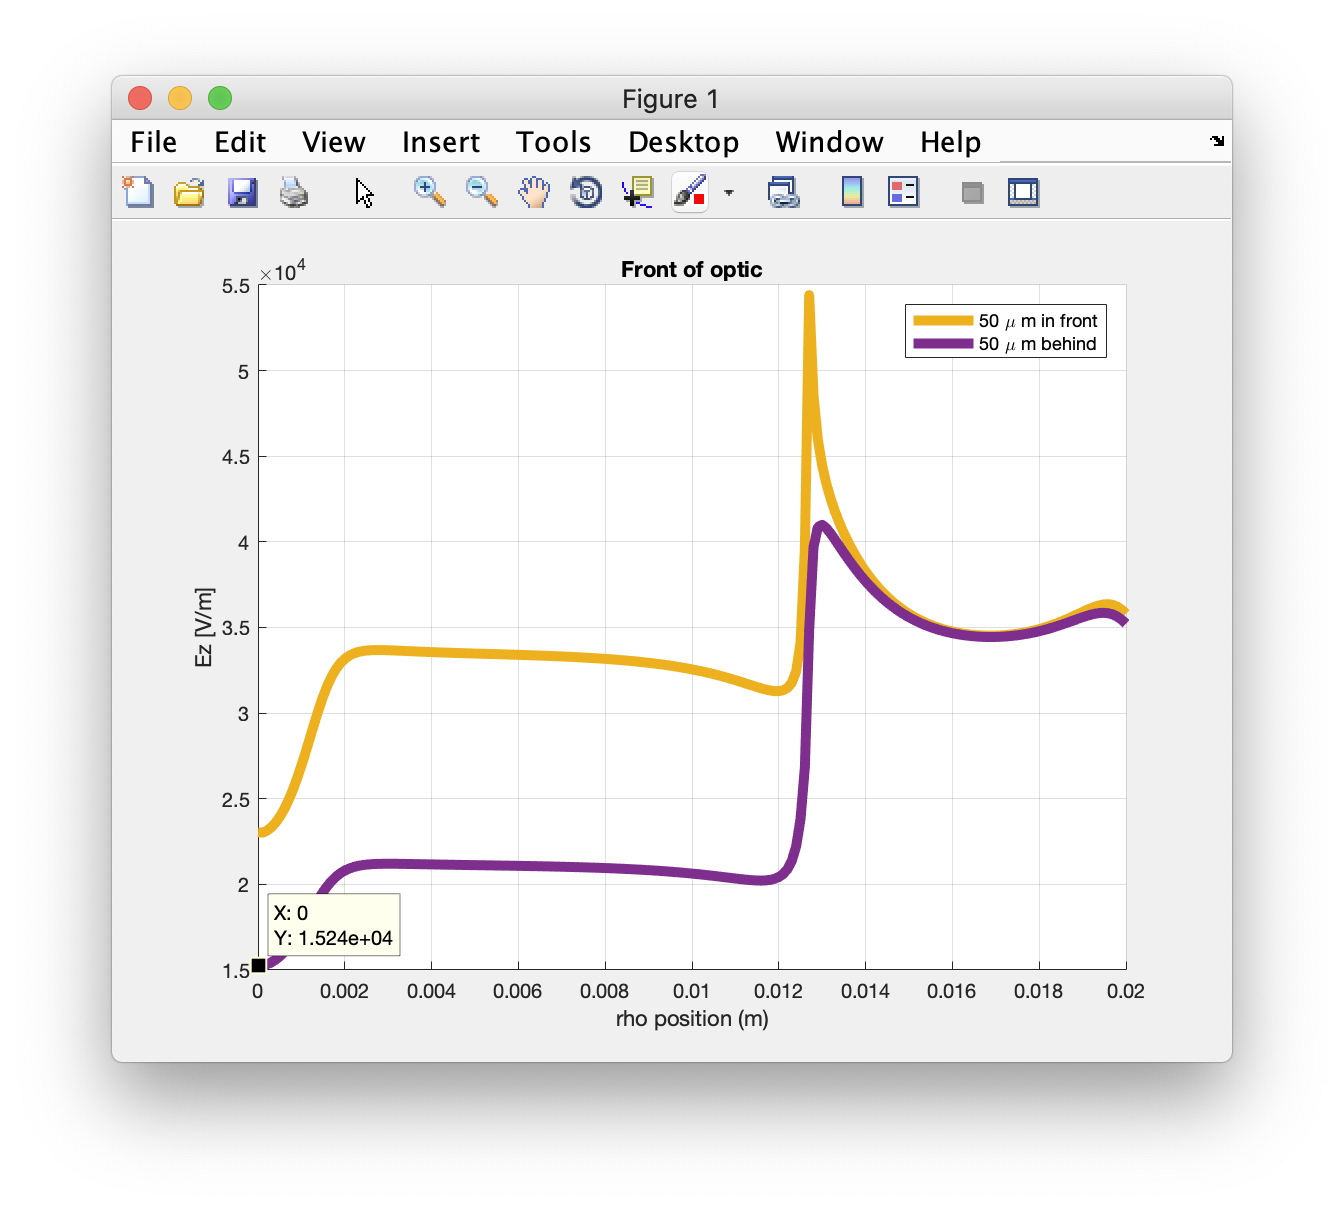 Figure 1
File Edit View Insert Tools Desktop Window Help
Front of optic
×10^4
5.5
5
4.5
4
3.5
3
2.5
2
1.5
Ez [V/m]
50 μ m in front
50 μ m behind
X: 0
Y: 1.524e+04
0 0.002 0.004 0.006 0.008 0.01 0.012 0.014 0.016 0.018 0.02
rho position (m)